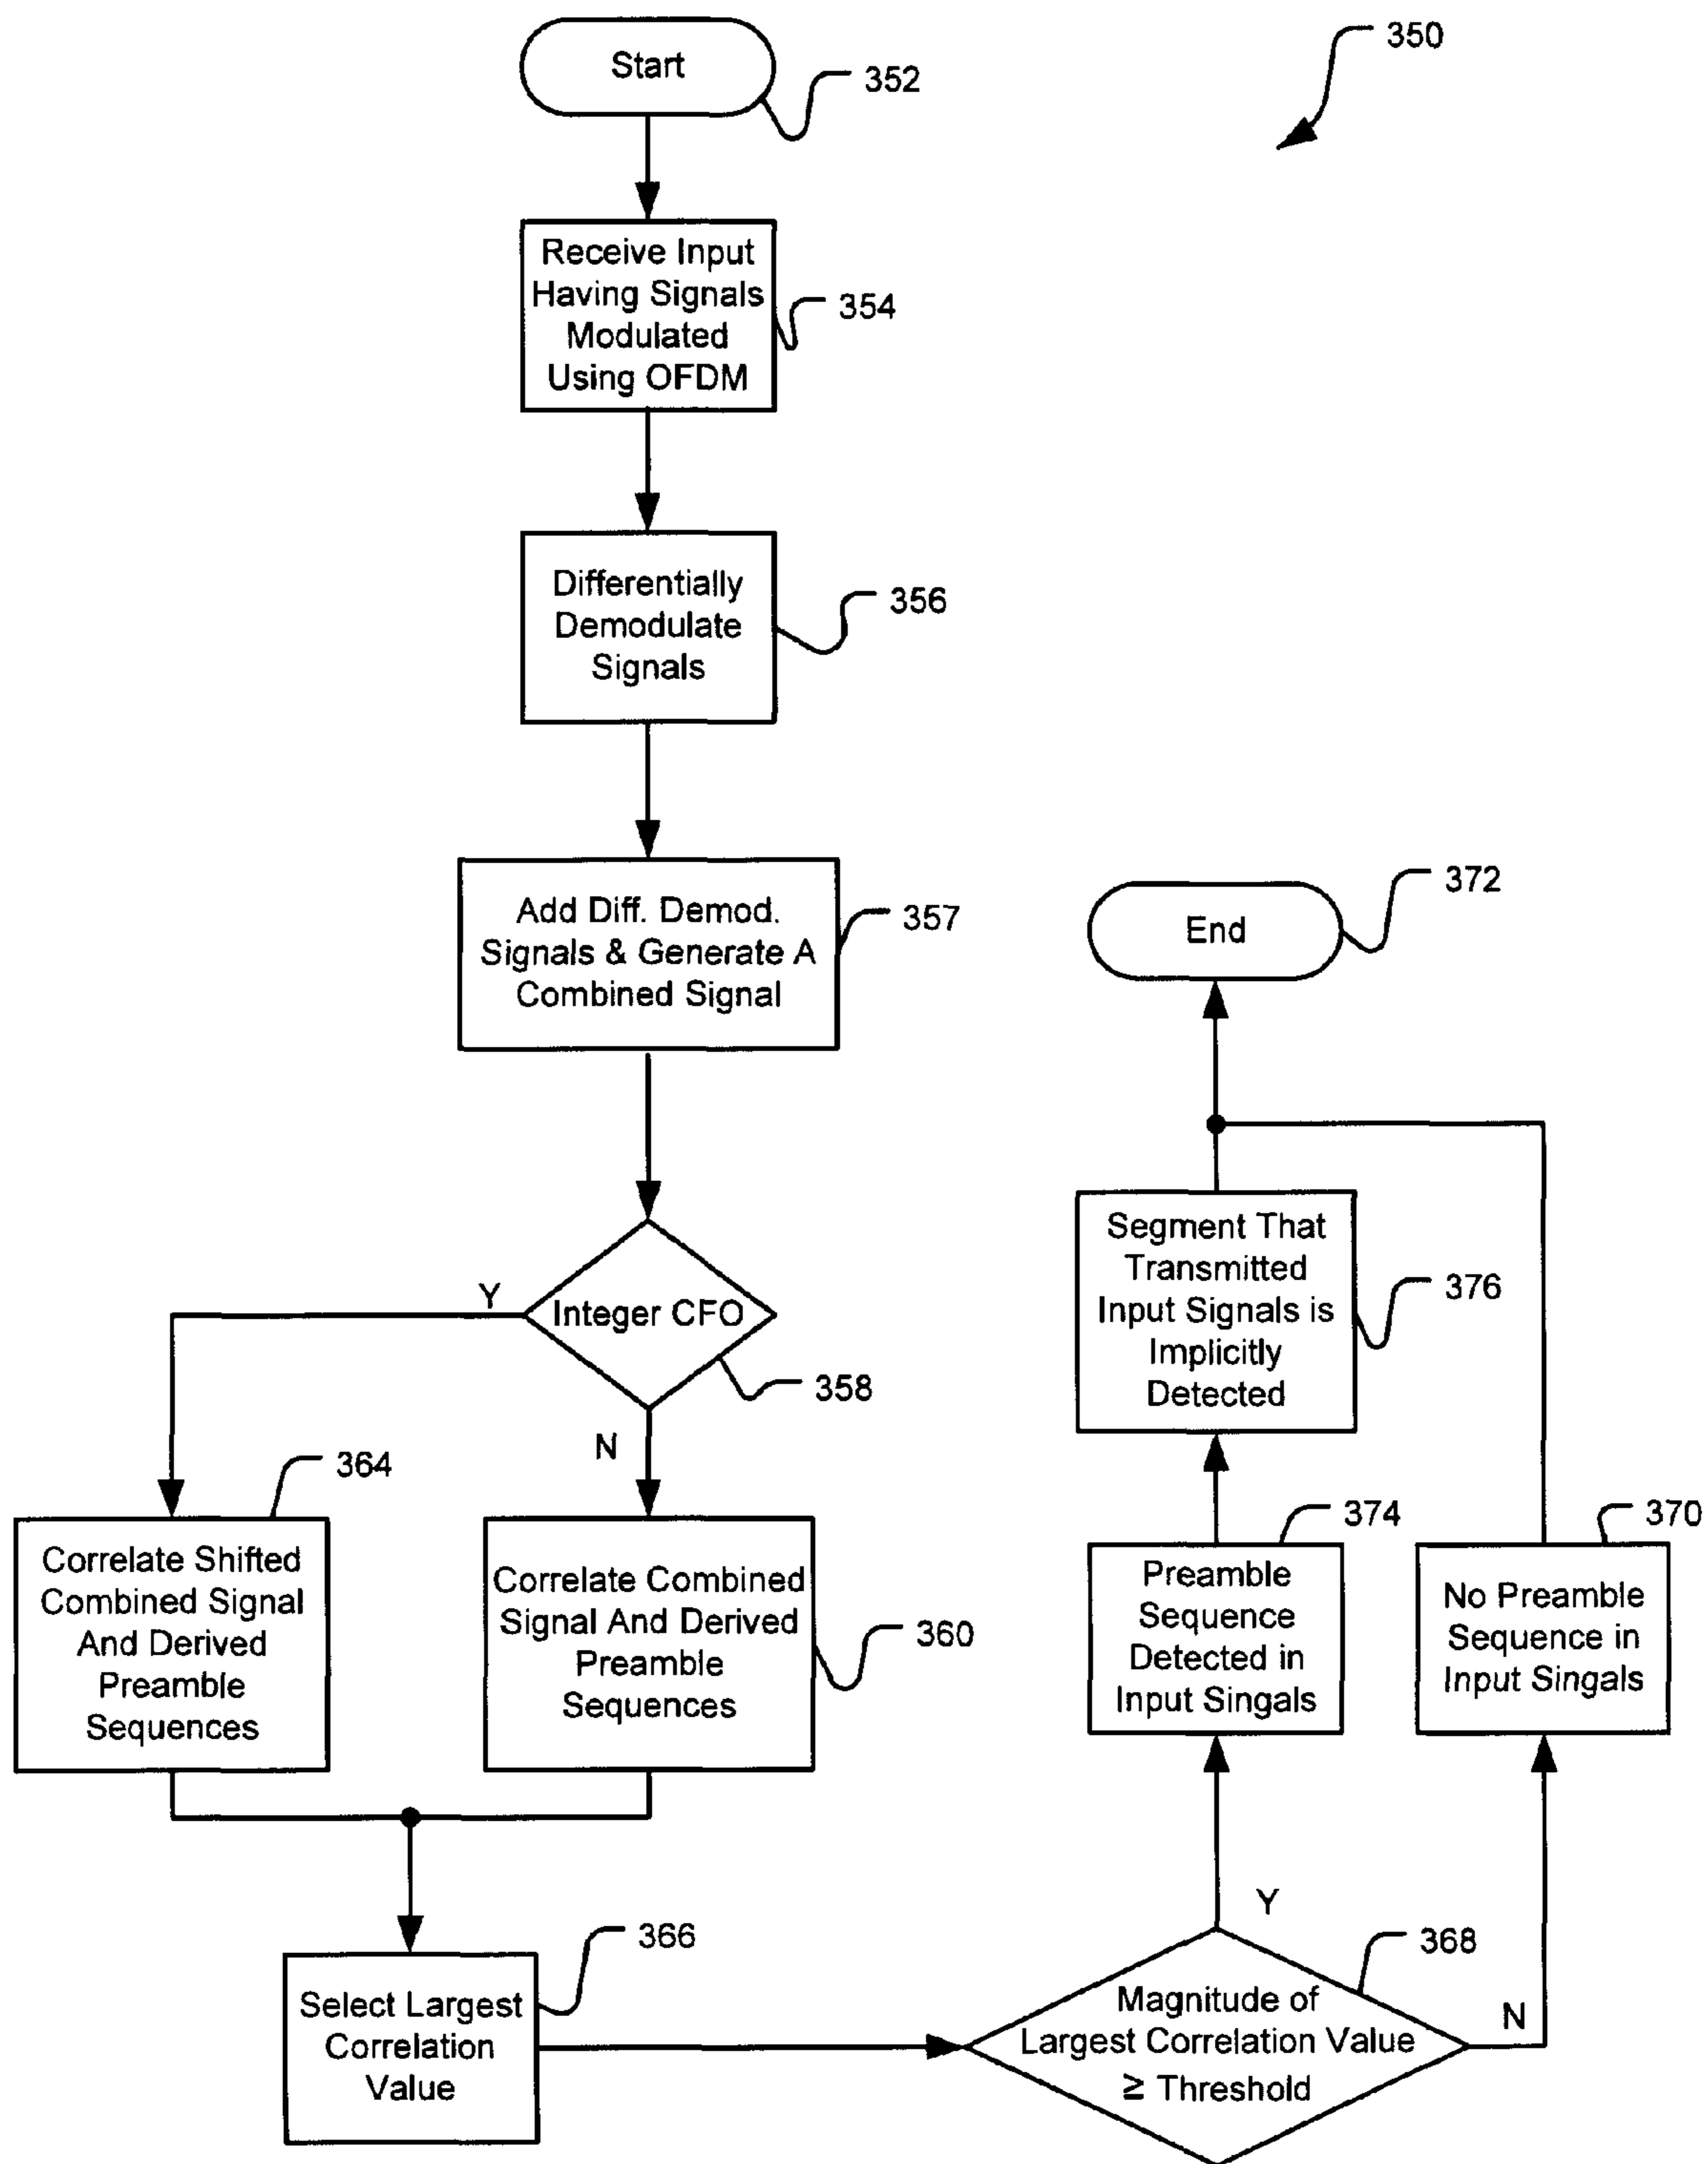 350
Start
352
Receive Input
Having Signals
Modulated
Using OFDM
354
Differentially
Demodulate
Signals
356
Add Diff. Demod.
Signals & Generate A
Combined Signal
357
Integer CFO
Y
N
358
364
Correlate Shifted
Combined Signal
And Derived
Preamble
Sequences
Correlate Combined
Signal And Derived
Preamble
Sequences
360
366
Select Largest
Correlation
Value
368
Magnitude of
Largest Correlation Value
≥ Threshold
Y
N
374
Preamble
Sequence
Detected in
Input Singals
370
No Preamble
Sequence in
Input Singals
Segment That
Transmitted
Input Signals is
Implicitly
Detected
376
End
372